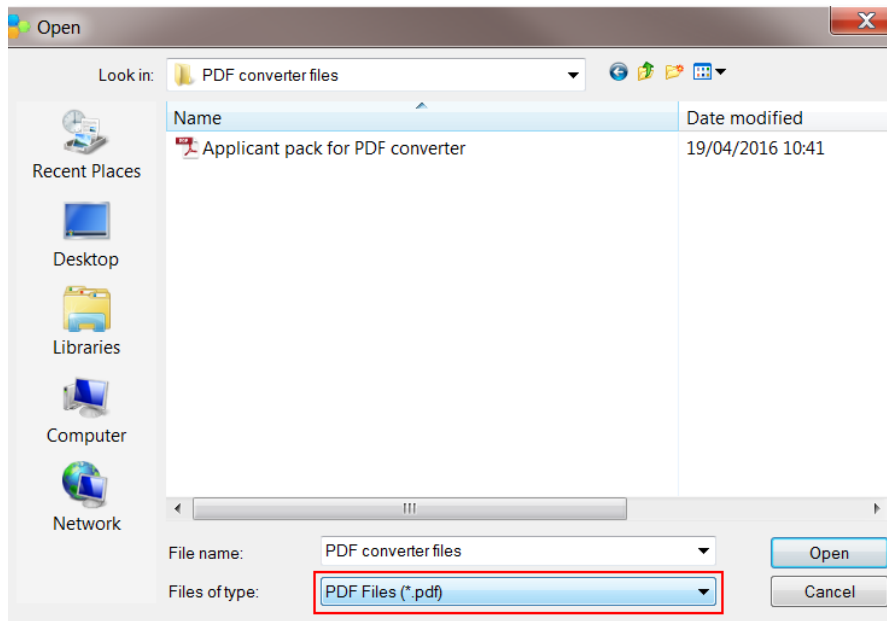 Open
Look in:
PDF converter files
Name
Date modified
Applicant pack for PDF converter
19/04/2016 10:41
Recent Places
Desktop
Libraries
Computer
Network
File name:
PDF converter files
Open
Files of type:
PDF Files (*.pdf)
Cancel